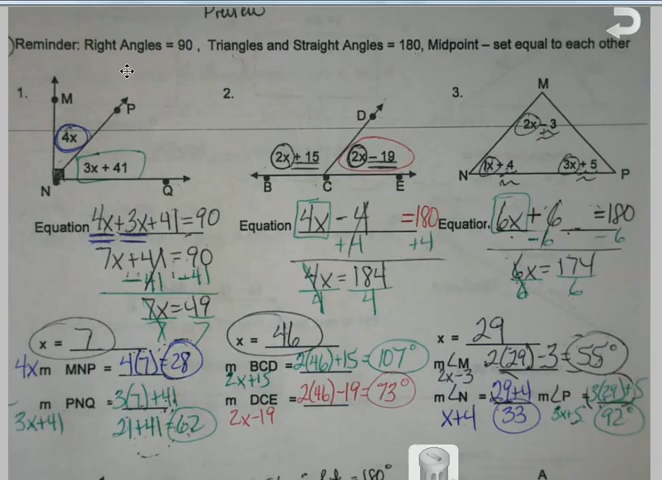 Preview
Reminder: Right Angles = 90 , Triangles and Straight Angles = 180, Midpoint – set equal to each other
1.
M
P
4x
3x + 41
N
Q
Equation 4x+3x+41=90
7x+41=90
-41 -41
7x=49
7 7
x = 7
4x m MNP = 4(7)=28
m PNQ = 3(7)+41
3x+41 21+41=62
2.
D
2x + 15
2x – 19
B
C
E
Equation 4x - 4 =180
+4 +4
4x = 184
4 4
x = 46
m BCD = 2(46)+15=107°
2x+15
m DCE = 2(46)-19=73°
2x-19
3.
M
2x – 3
N
1x + 4
3x + 5
P
Equation. 6x+6 =180
-6 -6
6x = 174
6 6
x = 29
m∠M 2(29)-3=55°
2x-3
m∠N = 29+4 m∠P = 3(29)+5
x+4 33 3x+5 92°
=180°
A